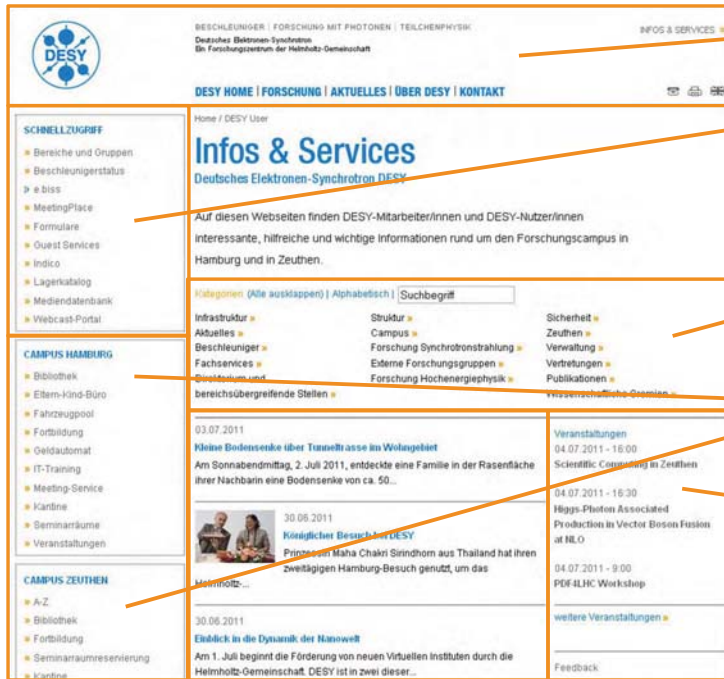 DESY
BESCHLEUNIGER | FORSCHUNG MIT PHOTONEN | TEILCHENPHYSIK
Deutsches Elektronen-Synchrotron
Ein Forschungszentrum der Helmholtz-Gemeinschaft
INFOS & SERVICES »
DESY HOME | FORSCHUNG | AKTUELLES | ÜBER DESY | KONTAKT
SCHNELLZUGRIFF
» Bereiche und Gruppen
» Beschleunigerstatus
» e.biss
» MeetingPlace
» Formulare
» Guest Services
» Indico
» Lagerkatalog
» Mediendatenbank
» Webcast-Portal
CAMPUS HAMBURG
» Bibliothek
» Eltern-Kind-Büro
» Fahrzeugpool
» Fortbildung
» Geldautomat
» IT-Training
» Meeting-Service
» Kantine
» Seminarräume
» Veranstaltungen
CAMPUS ZEUTHEN
» A-Z
» Bibliothek
» Fortbildung
» Seminarraumreservierung
» Kantine
Home / DESY User
Infos & Services
Deutsches Elektronen-Synchrotron DESY
Auf diesen Webseiten finden DESY-Mitarbeiter/innen und DESY-Nutzer/innen
interessante, hilfreiche und wichtige Informationen rund um den Forschungscampus in
Hamburg und in Zeuthen.
Kategorien (Alle ausklappen) | Alphabetisch | Suchbegriff
Infrastruktur »
Aktuelles »
Beschleuniger »
Fachservices »
Direktorium und
bereichsübergreifende Stellen »
Struktur »
Campus »
Forschung Synchrotronstrahlung »
Externe Forschungsgruppen »
Forschung Hochenergiephysik »
Sicherheit »
Zeuthen »
Verwaltung »
Vertretungen »
Publikationen »
Wissenschaftliche Gremien »
03.07.2011
Kleine Bodensenke über Tunneltrasse im Wohngebiet
Am Sonnabendmittag, 2. Juli 2011, entdeckte eine Familie in der Rasenfläche
ihrer Nachbarin eine Bodensenke von ca. 50...
30.06.2011
Königlicher Besuch bei DESY
Prinzessin Maha Chakri Sirindhorn aus Thailand hat ihren
zweitägigen Hamburg-Besuch genutzt, um das
Helmholtz-...
30.06.2011
Einblick in die Dynamik der Nanowelt
Am 1. Juli beginnt die Förderung von neuen Virtuellen Instituten durch die
Helmholtz-Gemeinschaft. DESY ist in zwei dieser...
Veranstaltungen
04.07.2011 - 16:00
Scientific Computing in Zeuthen
04.07.2011 - 16:30
Higgs-Photon Associated
Production in Vector Boson Fusion
at NLO
04.07.2011 - 9:00
PDF4LHC Workshop
weitere Veranstaltungen »
Feedback